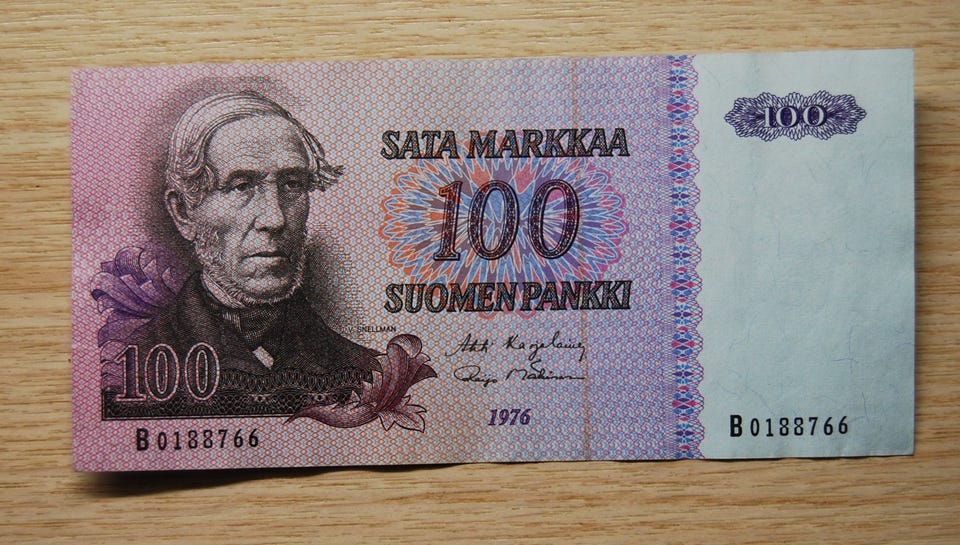 100
SATA MARKKAA
100
SUOMEN PANKKI
J.V. SNELLMAN
100
1976
B0188766
B0188766